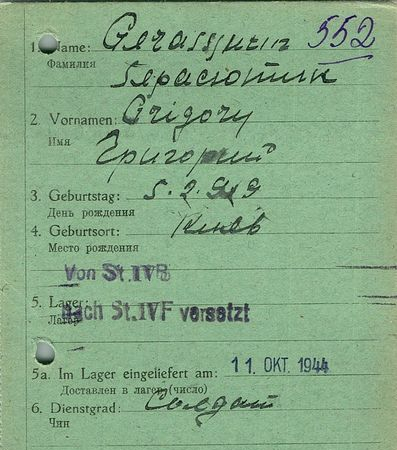 552
1. Name: Gerasjutin
Фамилия Герасютин
2. Vornamen: Grigory
Имя Григорий
3. Geburtstag: 5.2.919
День рождения
4. Geburtsort: Киев
Место рождения
Von St.IVB
5. Lager: nach St.IVF versetzt
Лагерь
5a. Im Lager eingeliefert am: 11. OKT. 1944
Доставлен в лагерь (число)
6. Dienstgrad: Солдат
Чин